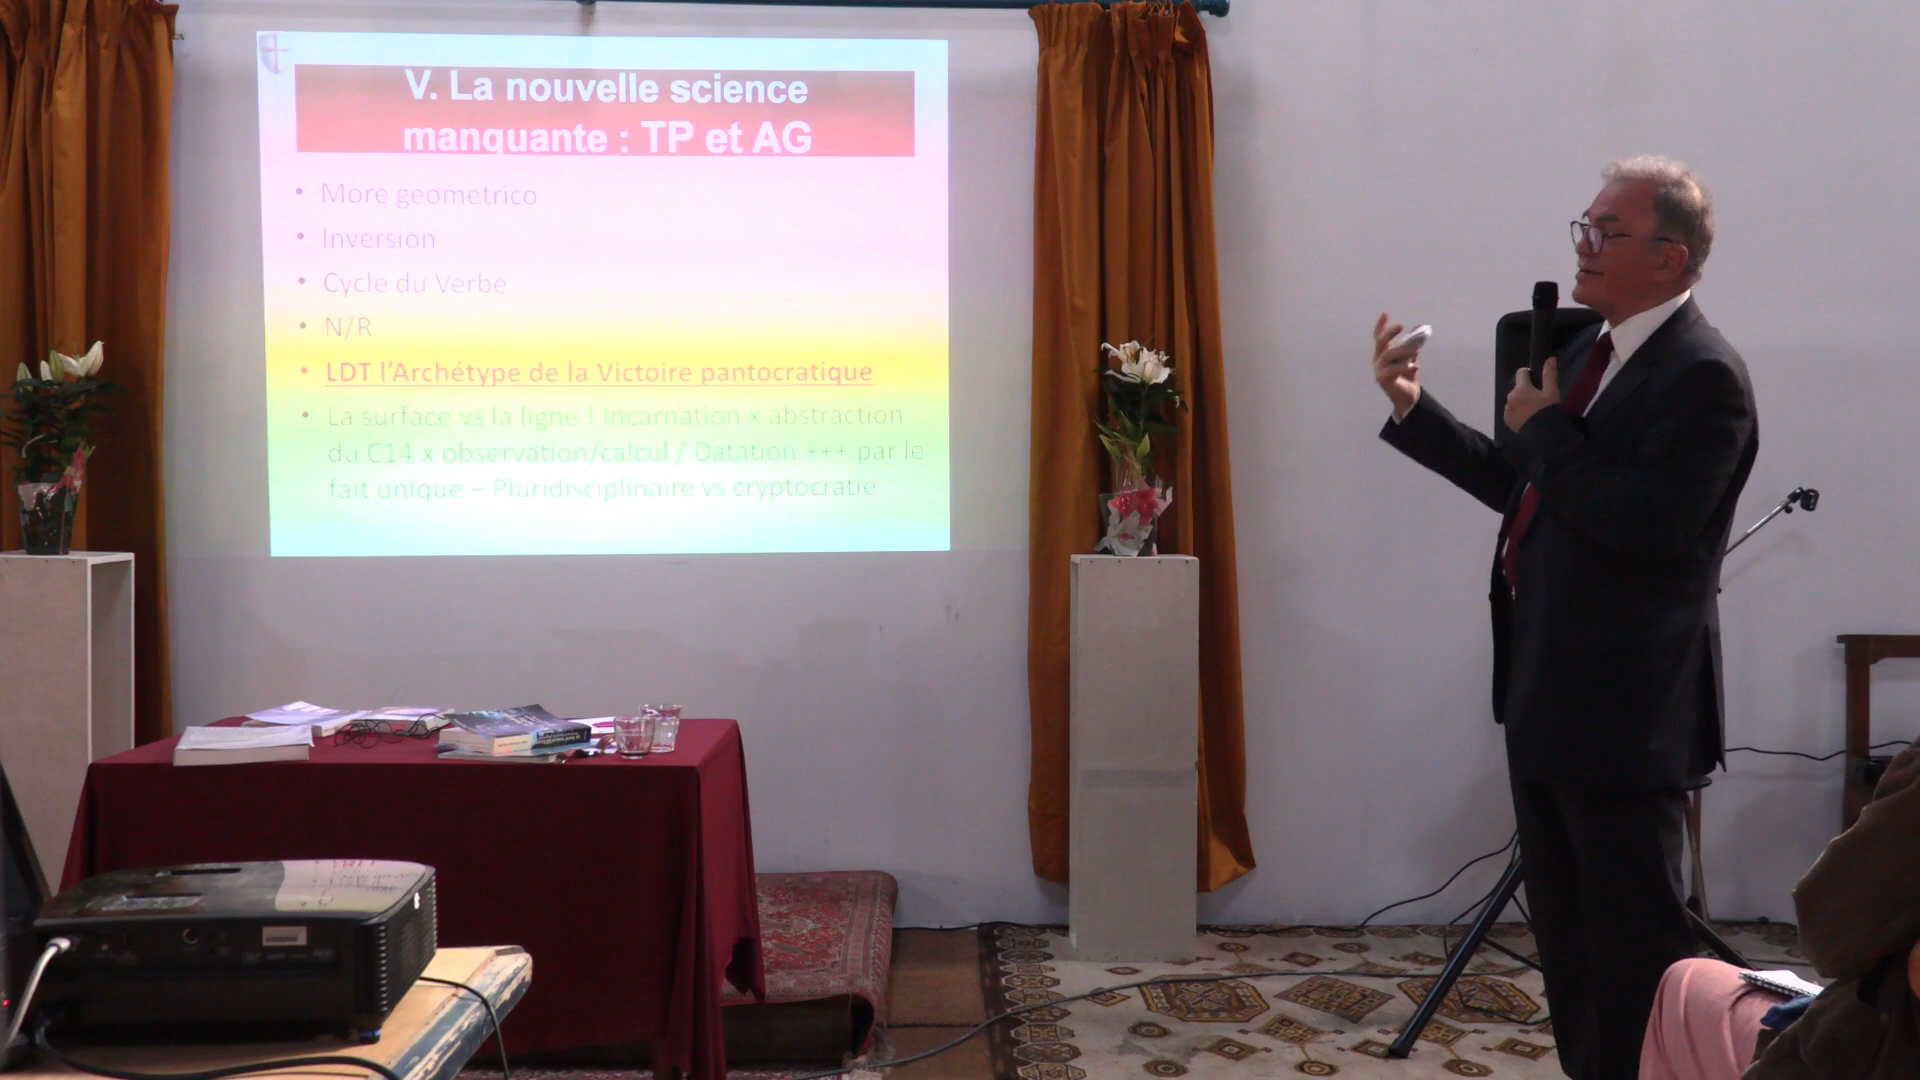 V. La nouvelle science
manquante : TP et AG
• More geometrico
• Inversion
• Cycle du Verbe
• N/R
• LDT l'Archétype de la Victoire pantocratique
• La surface vs la ligne ! Incarnation x abstraction
du C14 x observation/calcul / Datation +++ par le
fait unique – Pluridisciplinaire vs cryptocratie